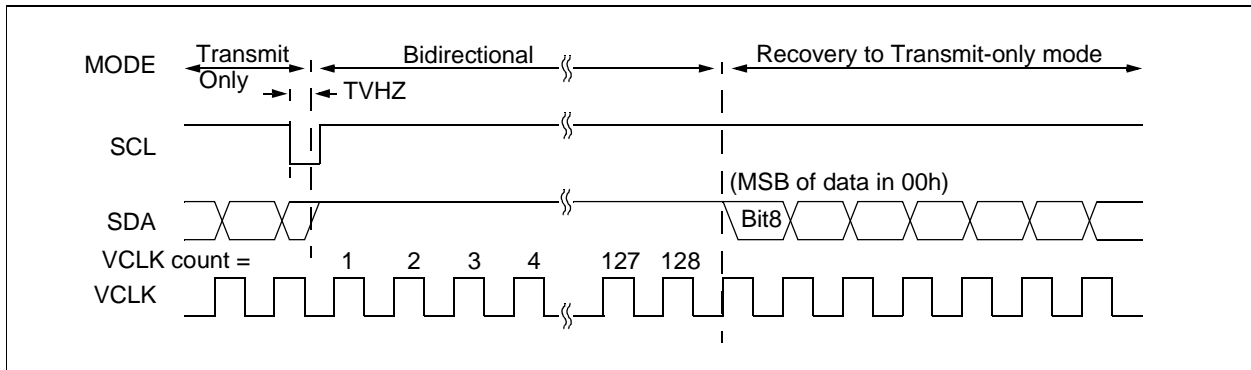 MODE
Transmit
Only
Bidirectional
Recovery to Transmit-only mode
TVHZ
SCL
(MSB of data in 00h)
SDA
Bit8
VCLK count =
1 2 3 4 127 128
VCLK